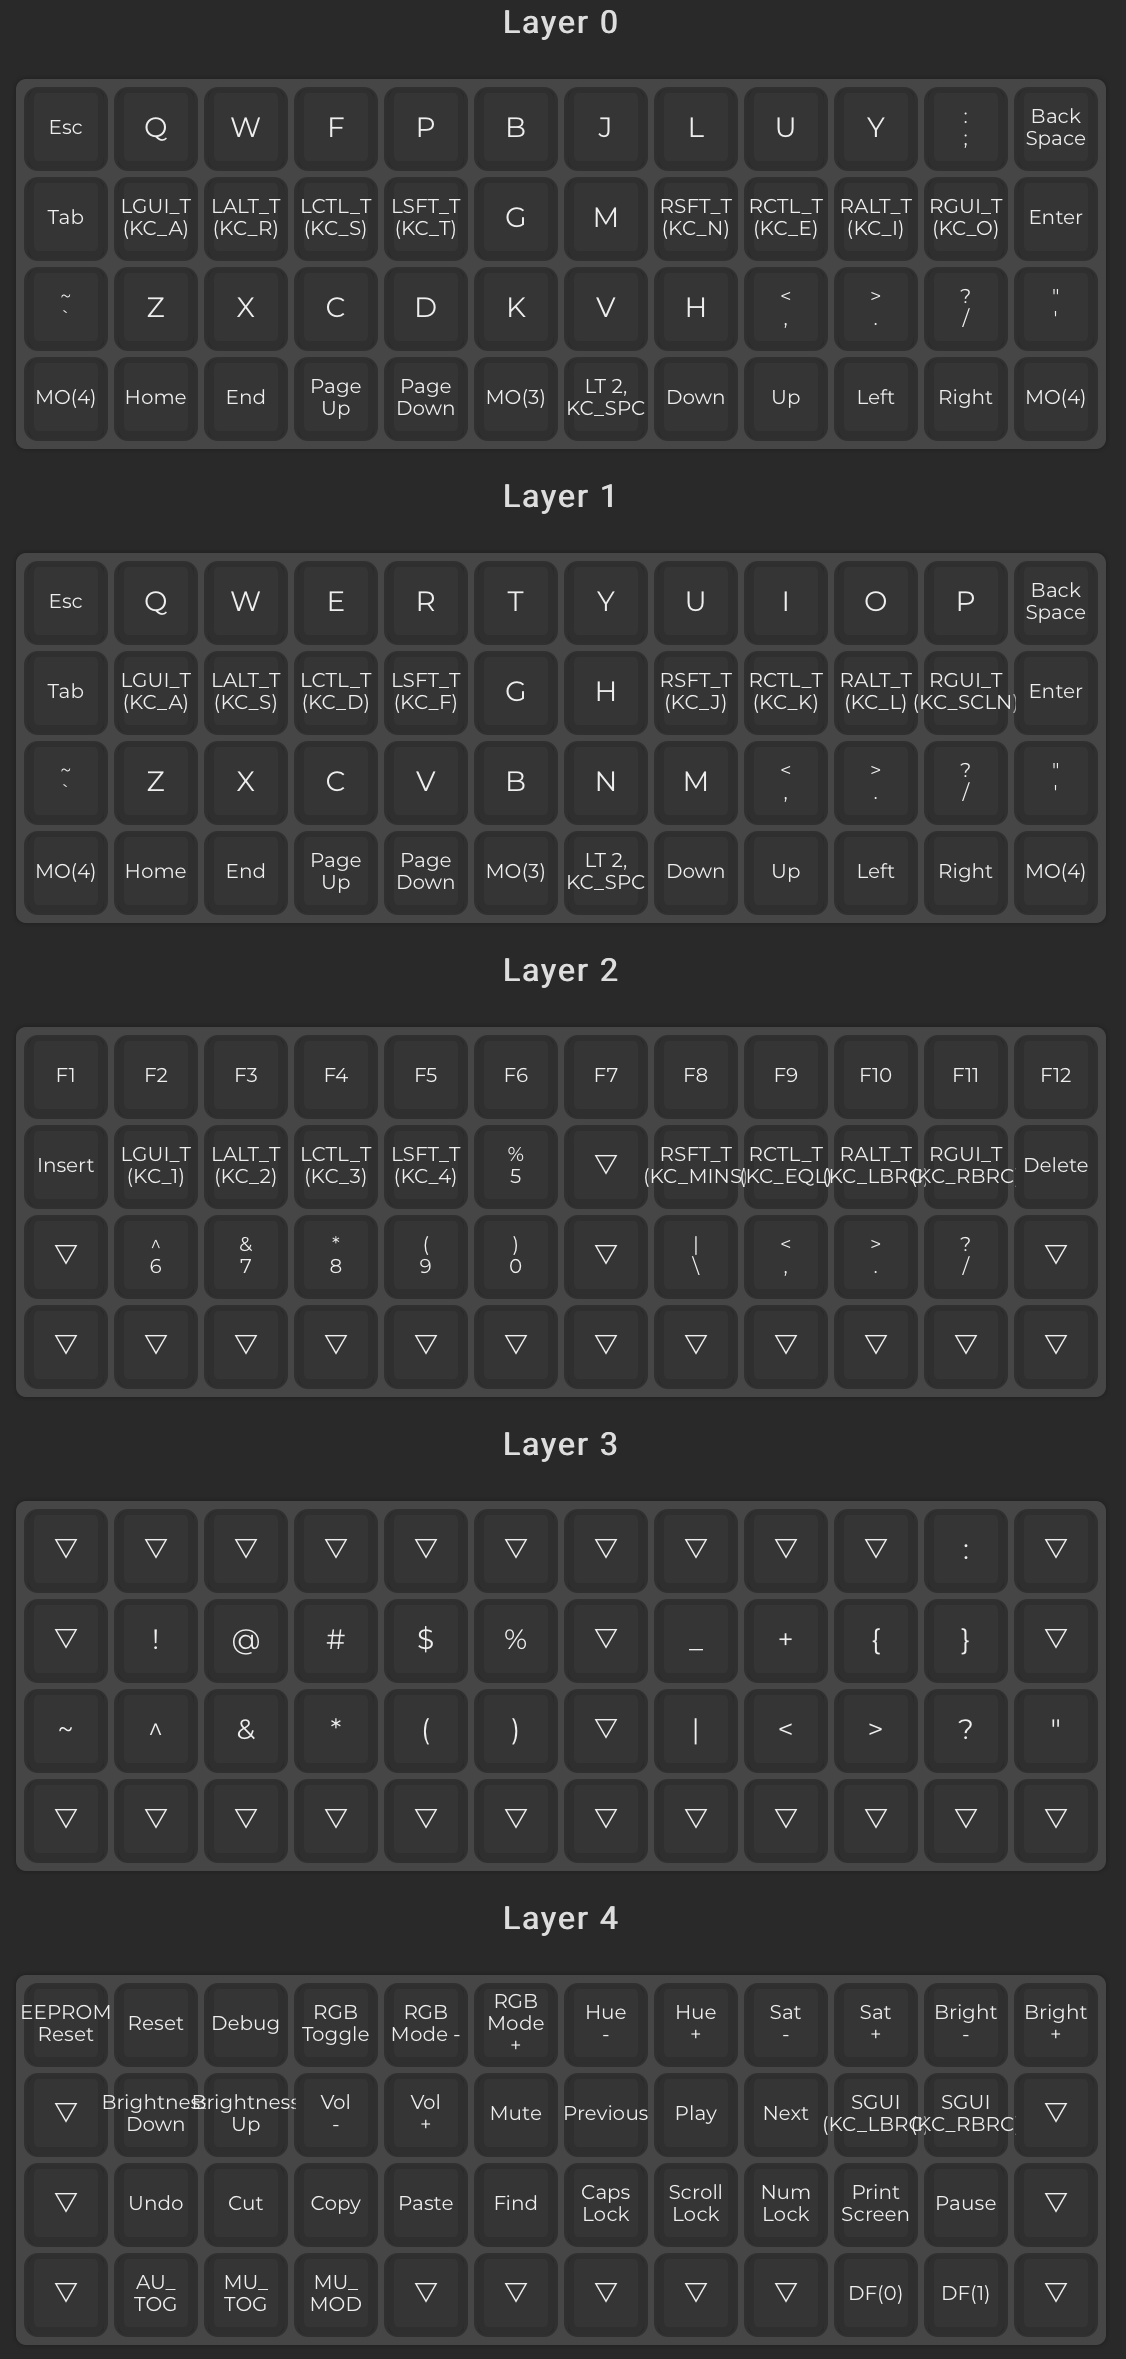 Layer 0
Esc Q W F P B J L U Y : ; Back Space
Tab LGUI_T (KC_A) LALT_T (KC_R) LCTL_T (KC_S) LSFT_T (KC_T) G M RSFT_T (KC_N) RCTL_T (KC_E) RALT_T (KC_I) RGUI_T (KC_O) Enter
~ ` Z X C D K V H < , > . ? / " '
MO(4) Home End Page Up Page Down MO(3) LT 2, KC_SPC Down Up Left Right MO(4)
Layer 1
Esc Q W E R T Y U I O P Back Space
Tab LGUI_T (KC_A) LALT_T (KC_S) LCTL_T (KC_D) LSFT_T (KC_F) G H RSFT_T (KC_J) RCTL_T (KC_K) RALT_T (KC_L) RGUI_T (KC_SCLN) Enter
~ ` Z X C V B N M < , > . ? / " '
MO(4) Home End Page Up Page Down MO(3) LT 2, KC_SPC Down Up Left Right MO(4)
Layer 2
F1 F2 F3 F4 F5 F6 F7 F8 F9 F10 F11 F12
Insert LGUI_T (KC_1) LALT_T (KC_2) LCTL_T (KC_3) LSFT_T (KC_4) % 5 ▽ RSFT_T (KC_MINS) RCTL_T (KC_EQL) RALT_T (KC_LBRC) RGUI_T (KC_RBRC) Delete
▽ ^ 6 & 7 * 8 ( 9 ) 0 ▽ | \ < , > . ? / ▽
▽ ▽ ▽ ▽ ▽ ▽ ▽ ▽ ▽ ▽ ▽ ▽
Layer 3
▽ ▽ ▽ ▽ ▽ ▽ ▽ ▽ ▽ ▽ : ▽
▽ ! @ # $ % ▽ _ + { } ▽
~ ^ & * ( ) ▽ | < > ? "
▽ ▽ ▽ ▽ ▽ ▽ ▽ ▽ ▽ ▽ ▽ ▽
Layer 4
EEPROM Reset Reset Debug RGB Toggle RGB Mode - RGB Mode + Hue - Hue + Sat - Sat + Bright - Bright +
▽ Brightness Down Brightness Up Vol - Vol + Mute Previous Play Next SGUI (KC_LBRC) SGUI (KC_RBRC) ▽
▽ Undo Cut Copy Paste Find Caps Lock Scroll Lock Num Lock Print Screen Pause ▽
▽ AU_ TOG MU_ TOG MU_ MOD ▽ ▽ ▽ ▽ ▽ DF(0) DF(1) ▽